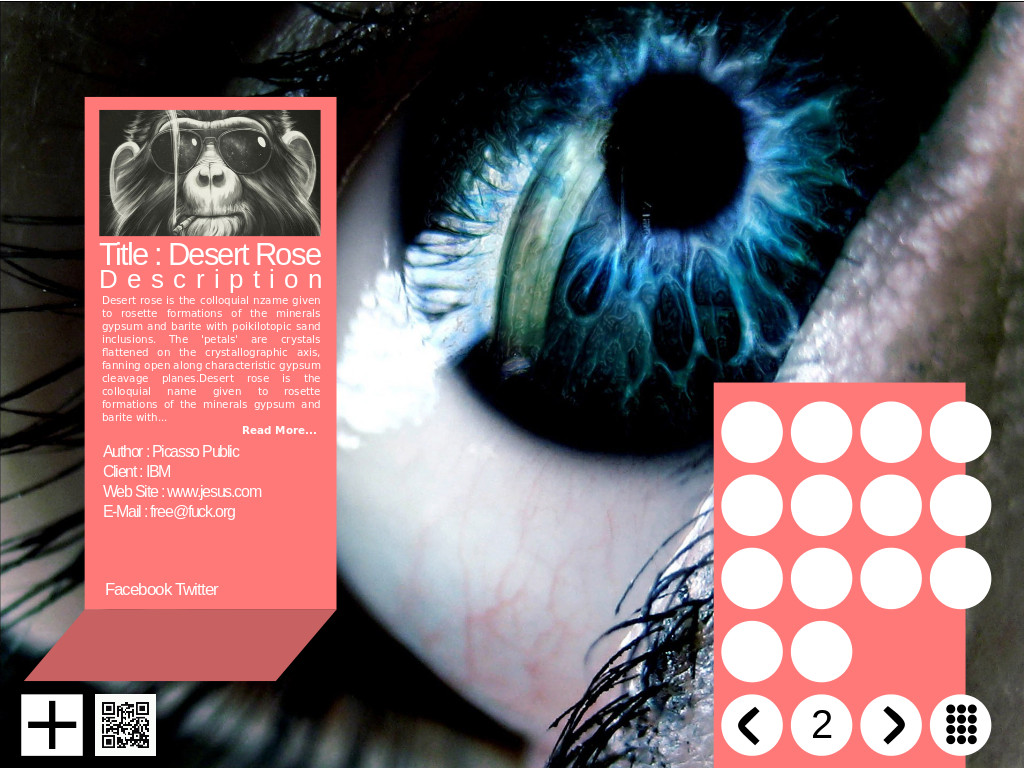 Title : Desert Rose
Description
Desert rose is the colloquial nzame given
to rosette formations of the minerals
gypsum and barite with poikilotopic sand
inclusions. The 'petals' are crystals
flattened on the crystallographic axis,
fanning open along characteristic gypsum
cleavage planes.Desert rose is the
colloquial name given to rosette
formations of the minerals gypsum and
barite with...
Read More...
Author : Picasso Public
Client : IBM
Web Site : www.jesus.com
E-Mail : free@fuck.org
Facebook Twitter
2